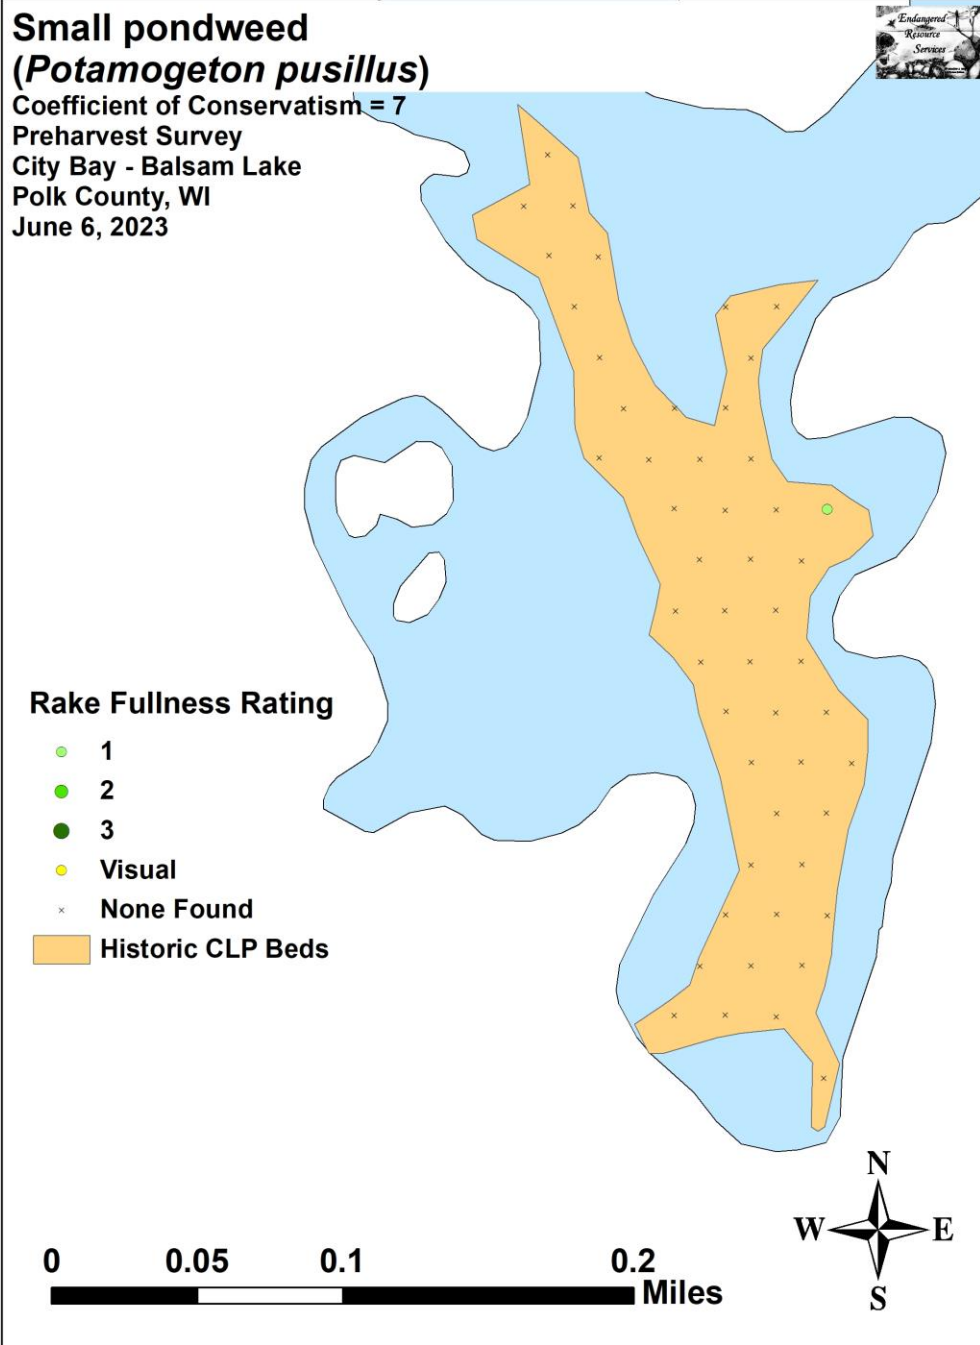 Small pondweed
(Potamogeton pusillus)
Coefficient of Conservatism = 7
Preharvest Survey
City Bay - Balsam Lake
Polk County, WI
June 6, 2023
Endangered
Resource
Services
Rake Fullness Rating
1
2
3
Visual
None Found
Historic CLP Beds
N
W E
S
0 0.05 0.1 0.2
Miles